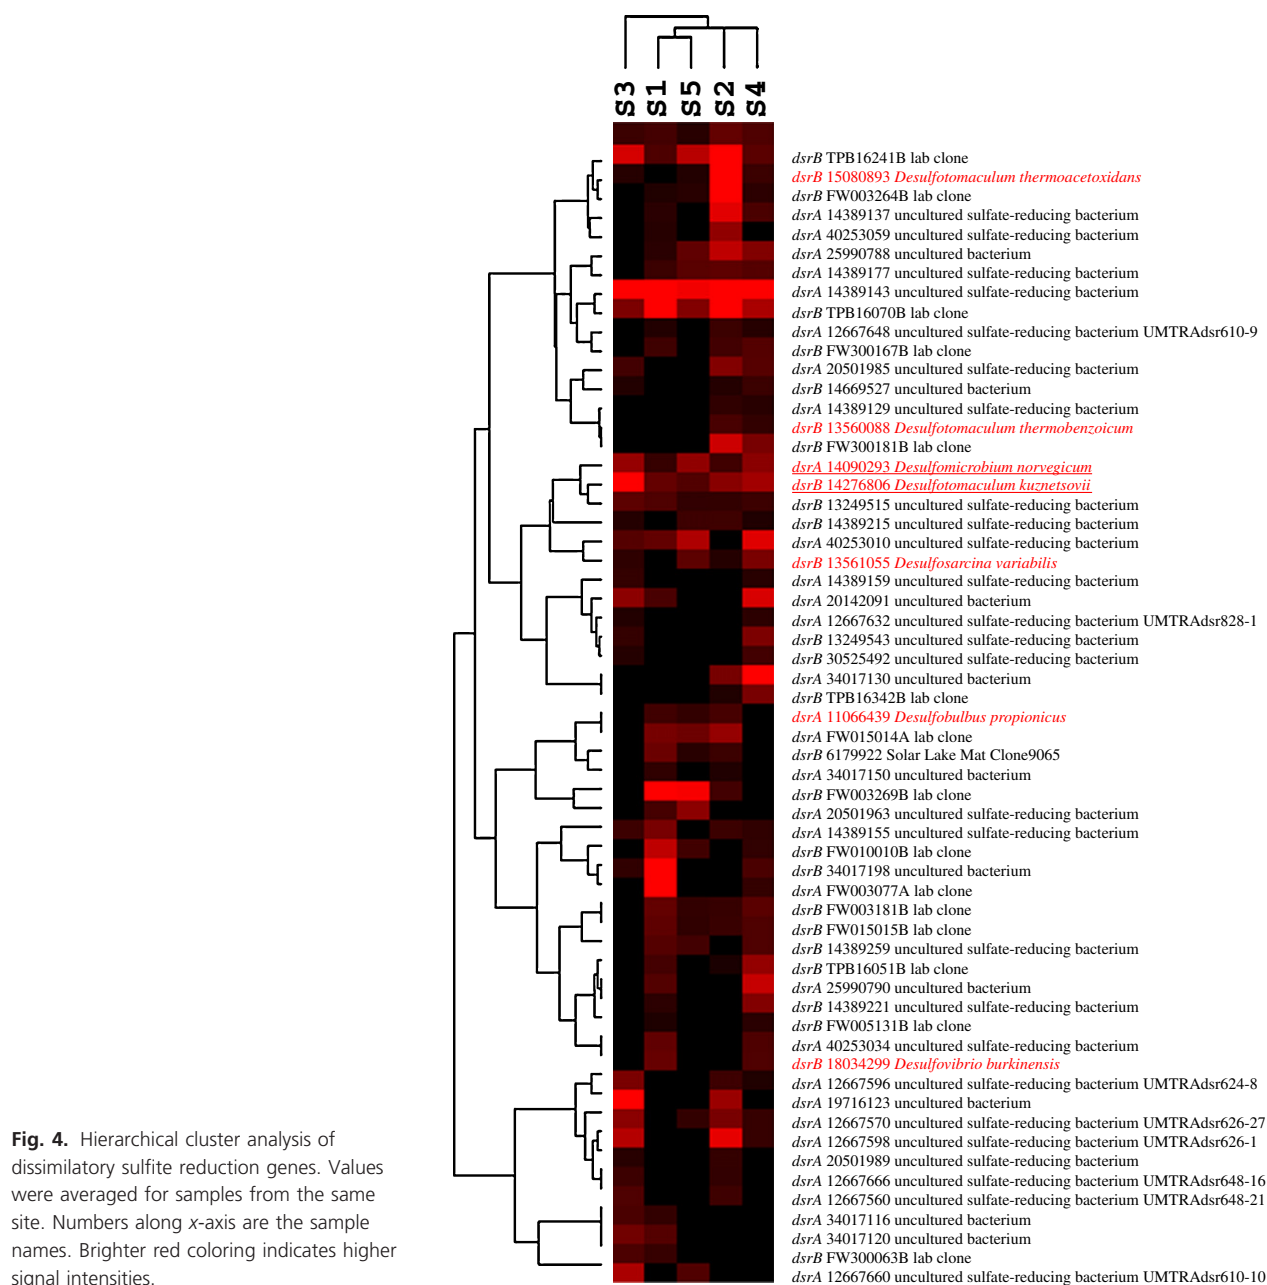 S3 S1 S5 S2 S4
dsrB TPB16241B lab clone
dsrB 15080893 Desulfotomaculum thermoacetoxidans
dsrB FW003264B lab clone
dsrA 14389137 uncultured sulfate-reducing bacterium
dsrA 40253059 uncultured sulfate-reducing bacterium
dsrA 25990788 uncultured bacterium
dsrA 14389177 uncultured sulfate-reducing bacterium
dsrA 14389143 uncultured sulfate-reducing bacterium
dsrB TPB16070B lab clone
dsrA 12667648 uncultured sulfate-reducing bacterium UMTRAdsr610-9
dsrB FW300167B lab clone
dsrA 20501985 uncultured sulfate-reducing bacterium
dsrB 14669527 uncultured bacterium
dsrA 14389129 uncultured sulfate-reducing bacterium
dsrB 13560088 Desulfotomaculum thermobenzoicum
dsrB FW300181B lab clone
dsrA 14090293 Desulfomicrobium norvegicum
dsrB 14276806 Desulfotomaculum kuznetsovii
dsrB 13249515 uncultured sulfate-reducing bacterium
dsrB 14389215 uncultured sulfate-reducing bacterium
dsrA 40253010 uncultured sulfate-reducing bacterium
dsrB 13561055 Desulfosarcina variabilis
dsrA 14389159 uncultured sulfate-reducing bacterium
dsrA 20142091 uncultured bacterium
dsrA 12667632 uncultured sulfate-reducing bacterium UMTRAdsr828-1
dsrB 13249543 uncultured sulfate-reducing bacterium
dsrB 30525492 uncultured sulfate-reducing bacterium
dsrA 34017130 uncultured bacterium
dsrB TPB16342B lab clone
dsrA 11066439 Desulfobulbus propionicus
dsrA FW015014A lab clone
dsrB 6179922 Solar Lake Mat Clone9065
dsrA 34017150 uncultured bacterium
dsrB FW003269B lab clone
dsrA 20501963 uncultured sulfate-reducing bacterium
dsrA 14389155 uncultured sulfate-reducing bacterium
dsrB FW010010B lab clone
dsrB 34017198 uncultured bacterium
dsrA FW003077A lab clone
dsrB FW003181B lab clone
dsrB FW015015B lab clone
dsrB 14389259 uncultured sulfate-reducing bacterium
dsrB TPB16051B lab clone
dsrA 25990790 uncultured bacterium
dsrB 14389221 uncultured sulfate-reducing bacterium
dsrB FW005131B lab clone
dsrA 40253034 uncultured sulfate-reducing bacterium
dsrB 18034299 Desulfovibrio burkinensis
dsrA 12667596 uncultured sulfate-reducing bacterium UMTRAdsr624-8
dsrA 19716123 uncultured bacterium
dsrA 12667570 uncultured sulfate-reducing bacterium UMTRAdsr626-27
dsrA 12667598 uncultured sulfate-reducing bacterium UMTRAdsr626-1
dsrA 20501989 uncultured sulfate-reducing bacterium
dsrA 12667666 uncultured sulfate-reducing bacterium UMTRAdsr648-16
dsrA 12667560 uncultured sulfate-reducing bacterium UMTRAdsr648-21
dsrA 34017116 uncultured bacterium
dsrA 34017120 uncultured bacterium
dsrB FW300063B lab clone
dsrA 12667660 uncultured sulfate-reducing bacterium UMTRAdsr610-10
Fig. 4. Hierarchical cluster analysis of
dissimilatory sulfite reduction genes. Values
were averaged for samples from the same
site. Numbers along x-axis are the sample
names. Brighter red coloring indicates higher
signal intensities.